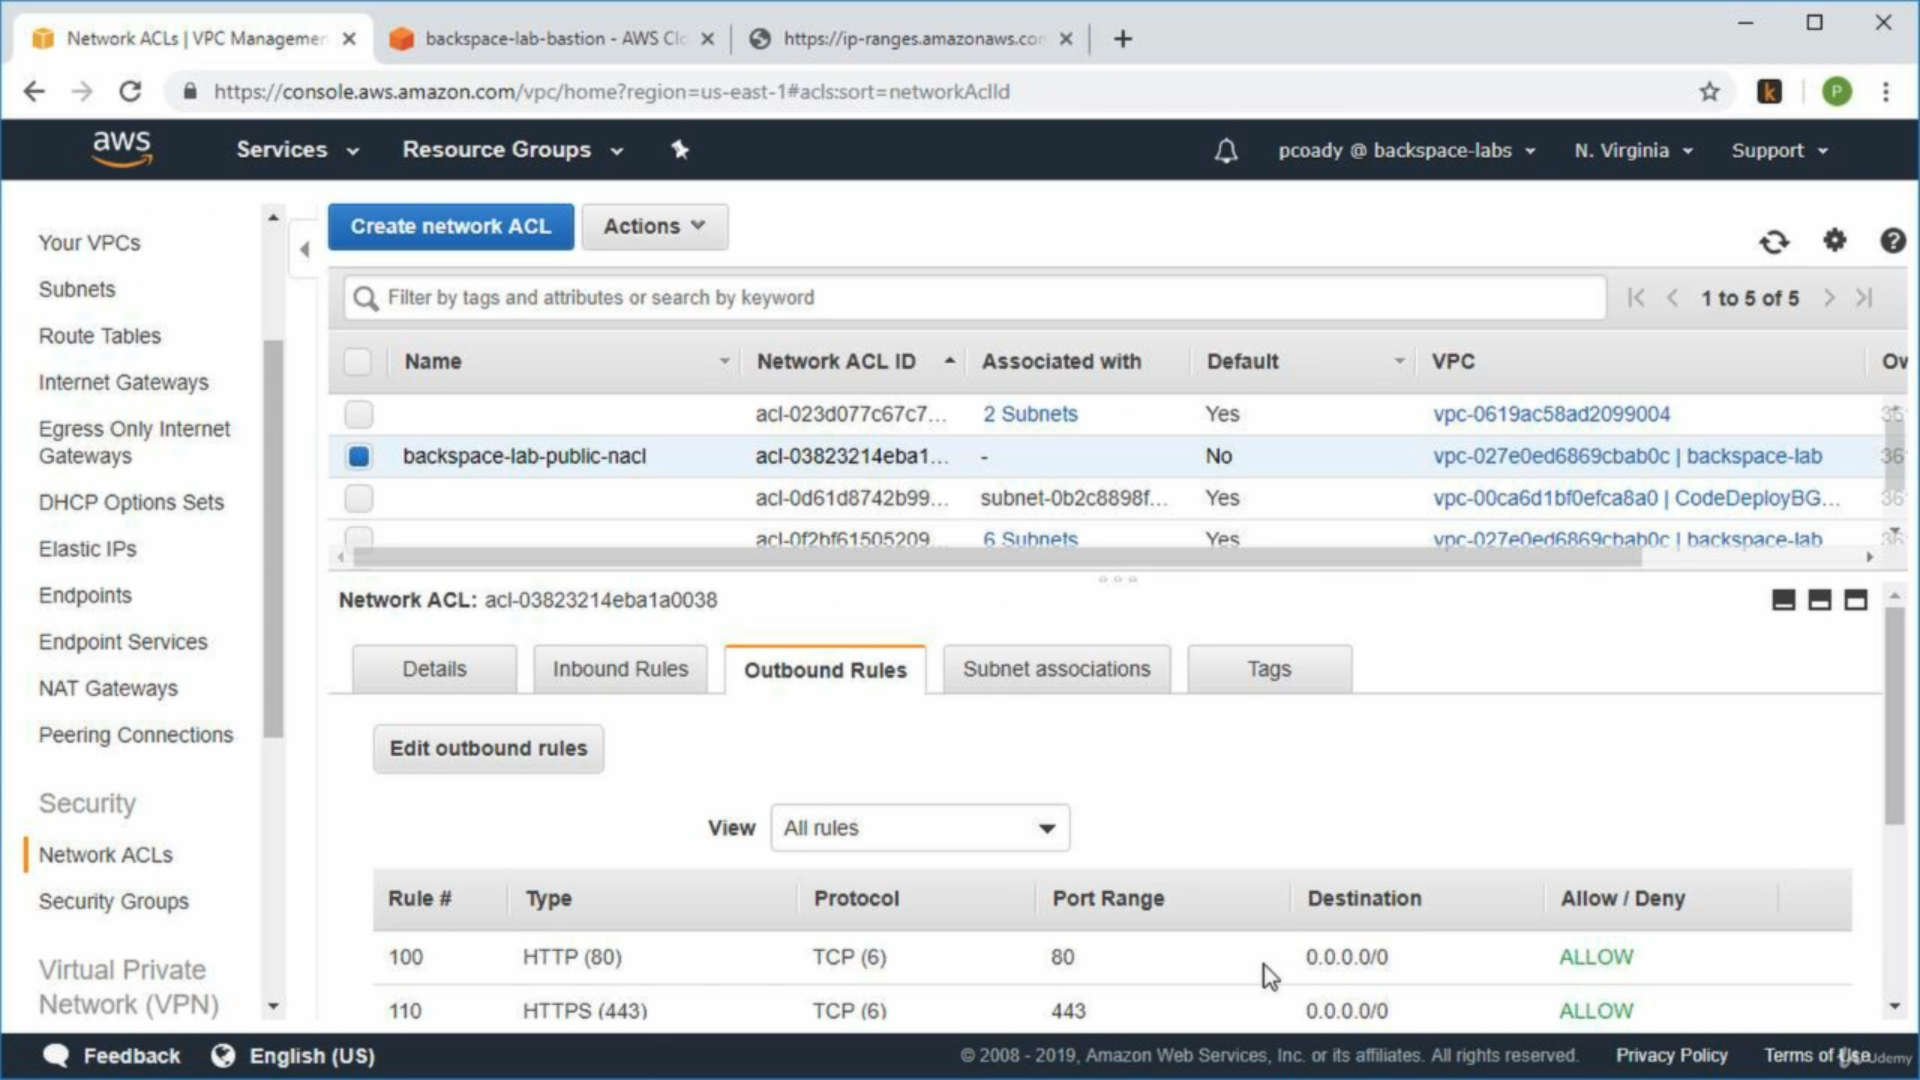 Network ACLs | VPC Managemen
backspace-lab-bastion - AWS Clo
https://ip-ranges.amazonaws.com
https://console.aws.amazon.com/vpc/home?region=us-east-1#acls:sort=networkAclId
k
P
aws
Services
Resource Groups
pcoady @ backspace-labs
N. Virginia
Support
Your VPCs
Subnets
Route Tables
Internet Gateways
Egress Only Internet
Gateways
DHCP Options Sets
Elastic IPs
Endpoints
Endpoint Services
NAT Gateways
Peering Connections
Security
Network ACLs
Security Groups
Virtual Private
Network (VPN)
Create network ACL
Actions
Filter by tags and attributes or search by keyword
1 to 5 of 5
Name Network ACL ID Associated with Default VPC Ow
acl-023d077c67c7... 2 Subnets Yes vpc-0619ac58ad2099004
backspace-lab-public-nacl acl-03823214eba1... - No vpc-027e0ed6869cbab0c | backspace-lab 36
acl-0d61d8742b99... subnet-0b2c8898f... Yes vpc-00ca6d1bf0efca8a0 | CodeDeployBG... 36
acl-0f2bf61505209... 6 Subnets Yes vpc-027e0ed6869cbab0c | backspace-lab
Network ACL: acl-03823214eba1a0038
Details
Inbound Rules
Outbound Rules
Subnet associations
Tags
Edit outbound rules
View All rules
Rule # Type Protocol Port Range Destination Allow / Deny
100 HTTP (80) TCP (6) 80 0.0.0.0/0 ALLOW
110 HTTPS (443) TCP (6) 443 0.0.0.0/0 ALLOW
Feedback
English (US)
© 2008 - 2019, Amazon Web Services, Inc. or its affiliates. All rights reserved.
Privacy Policy
Terms of Use
Udemy